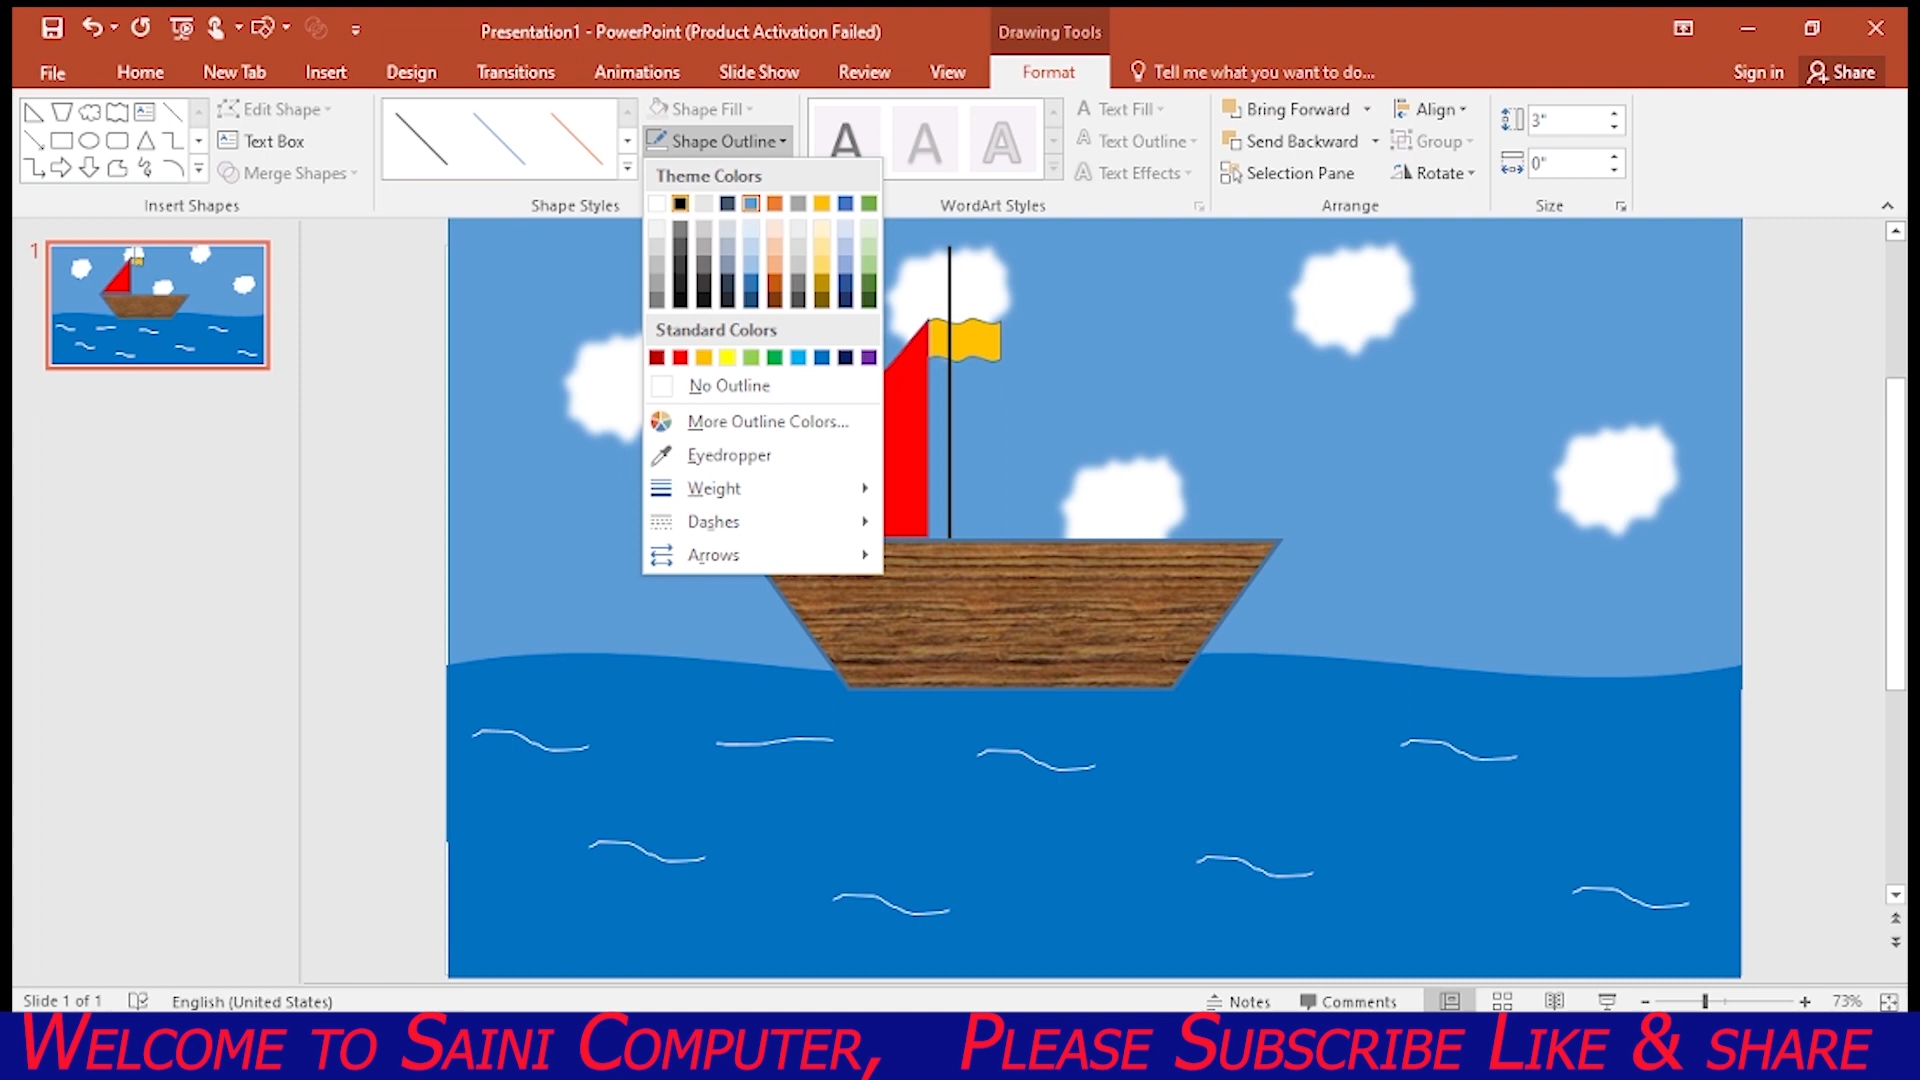 Presentation1 - PowerPoint (Product Activation Failed)
Drawing Tools
File Home New Tab Insert Design Transitions Animations Slide Show Review View Format Tell me what you want to do... Sign in Share
Edit Shape
Text Box
Merge Shapes
Insert Shapes
Shape Styles
Shape Fill
Shape Outline
A A A
WordArt Styles
A Text Fill
A Text Outline
A Text Effects
Bring Forward
Send Backward
Selection Pane
Align
Group
Rotate
Arrange
3"
0"
Size
Theme Colors
Standard Colors
No Outline
More Outline Colors...
Eyedropper
Weight
Dashes
Arrows
1
Slide 1 of 1 English (United States) Notes Comments 73%
WELCOME TO SAINI COMPUTER, PLEASE SUBSCRIBE LIKE & SHARE